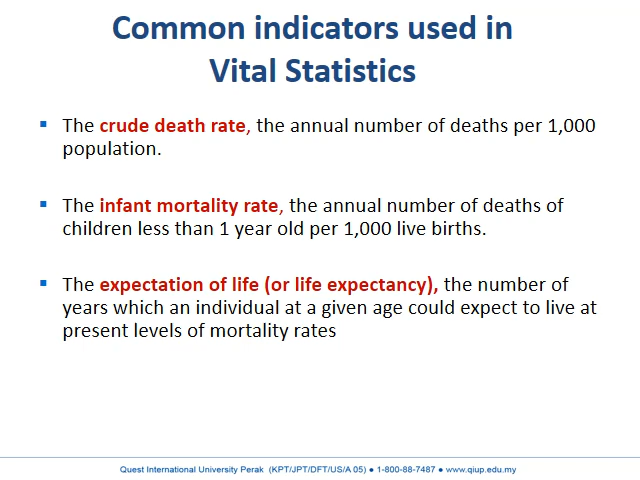 Common indicators used in
Vital Statistics
▪ The crude death rate, the annual number of deaths per 1,000
population.
▪ The infant mortality rate, the annual number of deaths of
children less than 1 year old per 1,000 live births.
▪ The expectation of life (or life expectancy), the number of
years which an individual at a given age could expect to live at
present levels of mortality rates
Quest International University Perak (KPT/JPT/DFT/US/A 05) ● 1-800-88-7487 ● www.qiup.edu.my